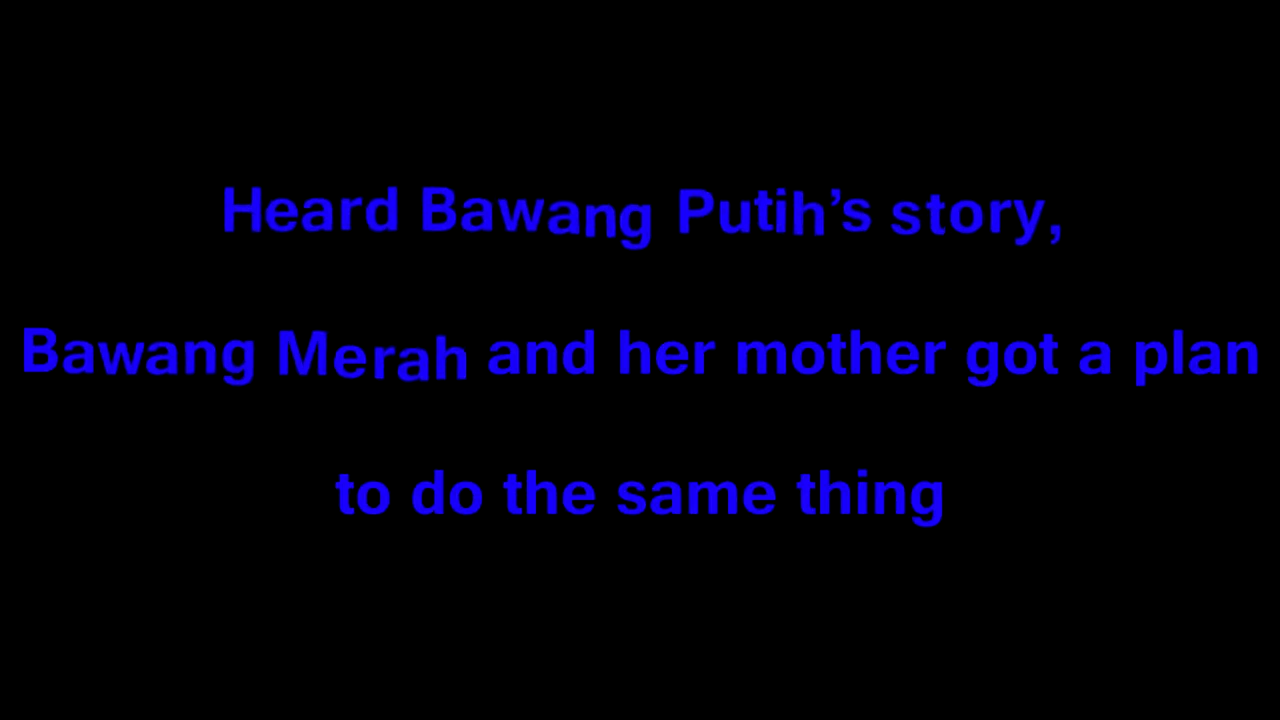 Heard Bawang Putih’s story,
Bawang Merah and her mother got a plan
to do the same thing